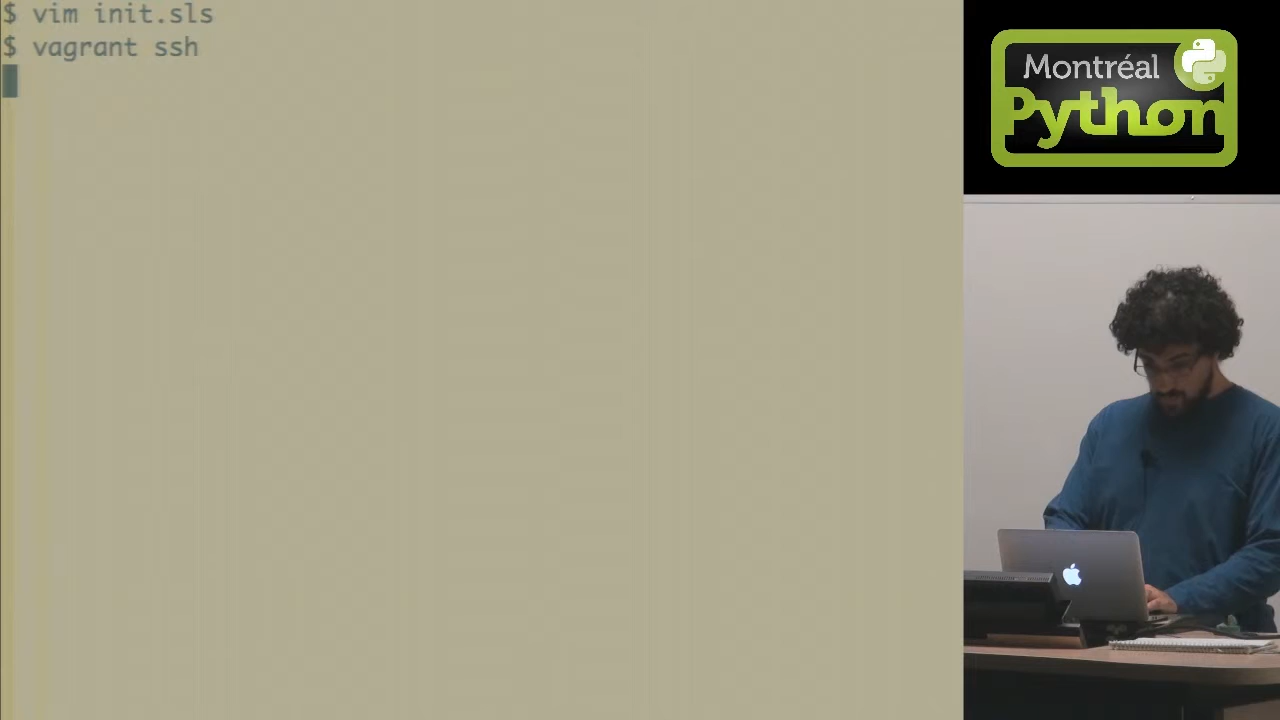 $ vim init.sls
$ vagrant ssh
Montréal
Python